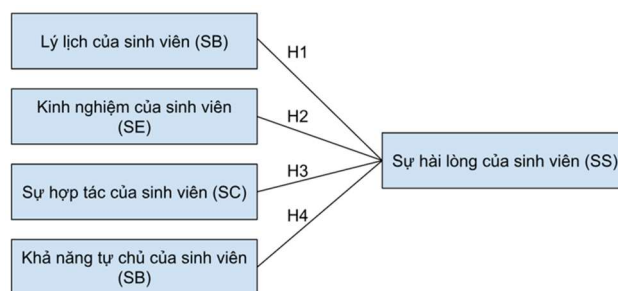 Lý lịch của sinh viên (SB)
H1
Kinh nghiệm của sinh viên
(SE)
H2
Sự hài lòng của sinh viên (SS)
Sự hợp tác của sinh viên (SC)
H3
H4
Khả năng tự chủ của sinh viên
(SB)